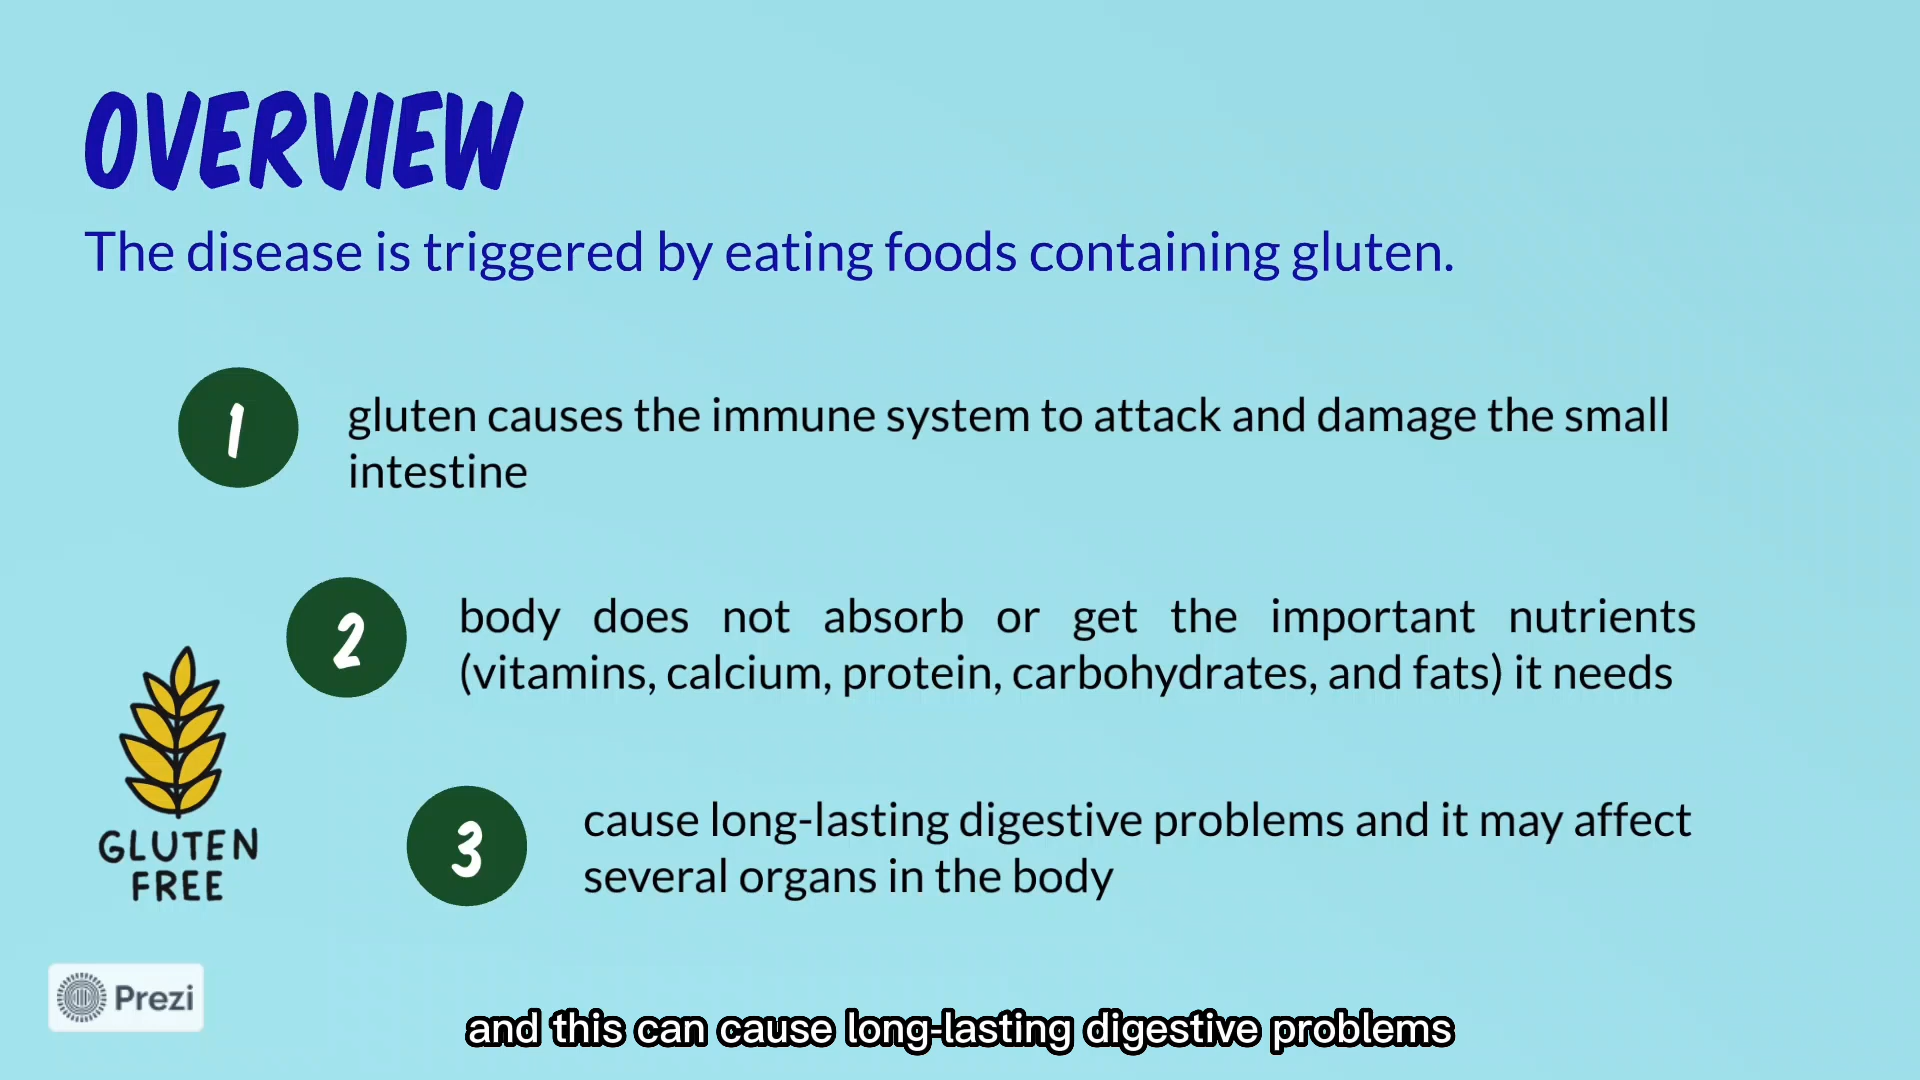 OVERVIEW
The disease is triggered by eating foods containing gluten.
1
gluten causes the immune system to attack and damage the small
intestine
2
body does not absorb or get the important nutrients
(vitamins, calcium, protein, carbohydrates, and fats) it needs
3
cause long-lasting digestive problems and it may affect
several organs in the body
GLUTEN
FREE
Prezi
and this can cause long-lasting digestive problems